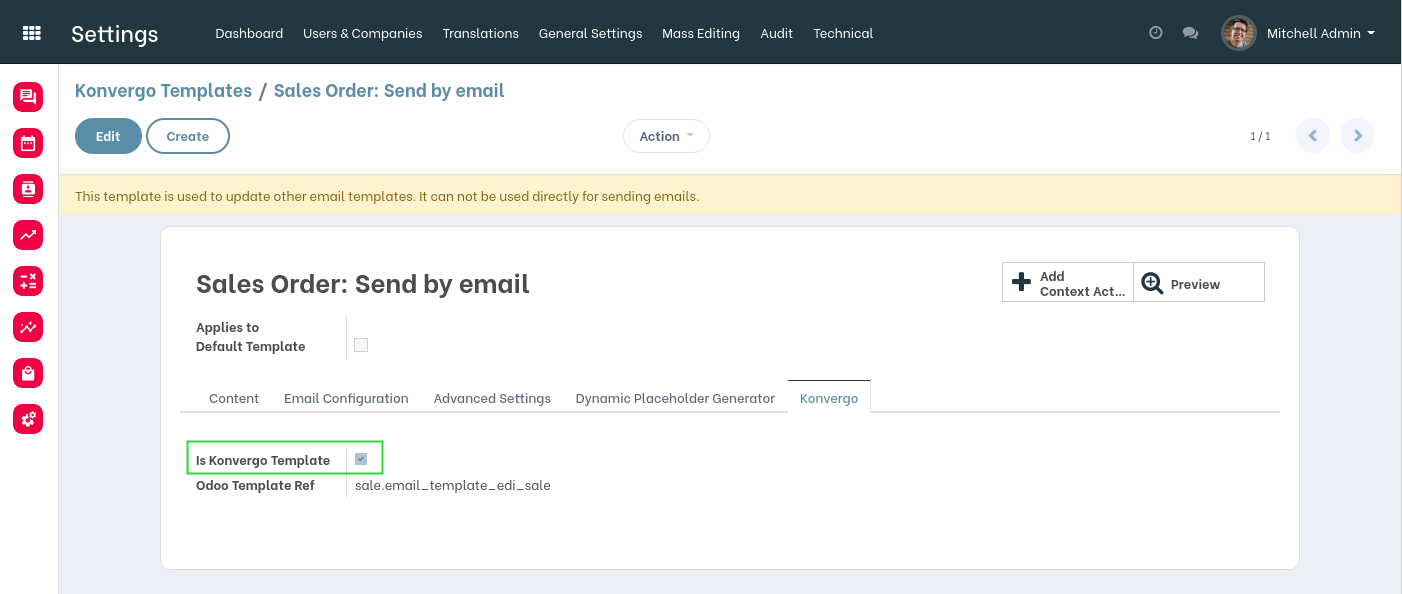 Settings
Dashboard Users & Companies Translations General Settings Mass Editing Audit Technical
Mitchell Admin
Konvergo Templates / Sales Order: Send by email
Edit Create Action 1 / 1
This template is used to update other email templates. It can not be used directly for sending emails.
Sales Order: Send by email
Add
Context Act...
Preview
Applies to
Default Template
Content Email Configuration Advanced Settings Dynamic Placeholder Generator Konvergo
Is Konvergo Template
Odoo Template Ref sale.email_template_edi_sale